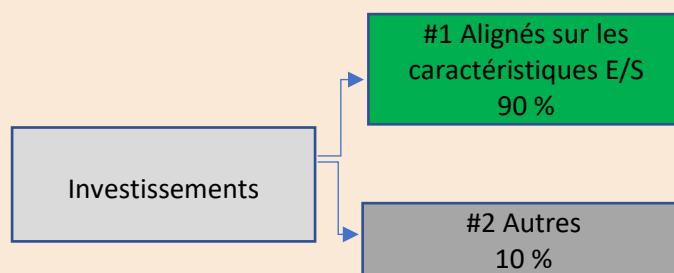 #1 Alignés sur les
caractéristiques E/S
90 %
Investissements
#2 Autres
10 %